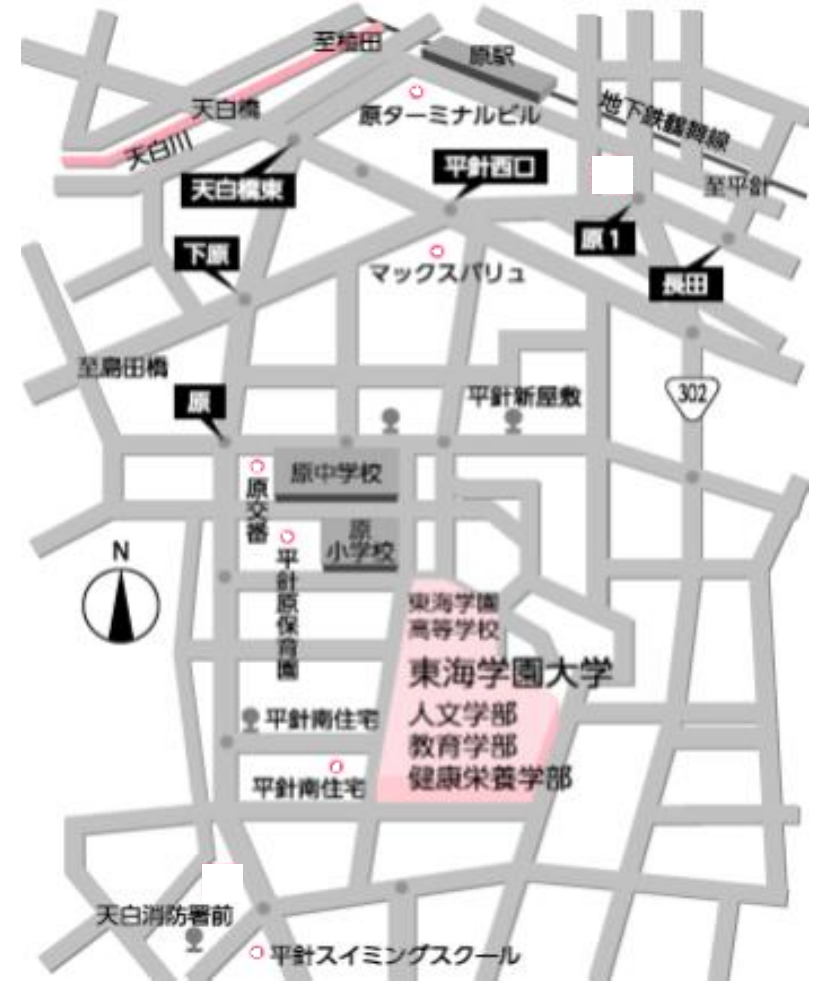 至植田
原駅
天白橋
原ターミナルビル
地下鉄鶴舞線
天白川
天白橋東
平針西口
至平針
原1
下原
マックスバリュ
長田
至島田橋
302
原
平針新屋敷
原中学校
原交番
原
小学校
N
平針原保育園
東海学園
高等学校
東海学園大学
人文学部
平針南住宅
教育学部
健康栄養学部
平針南住宅
天白消防署前
平針スイミングスクール